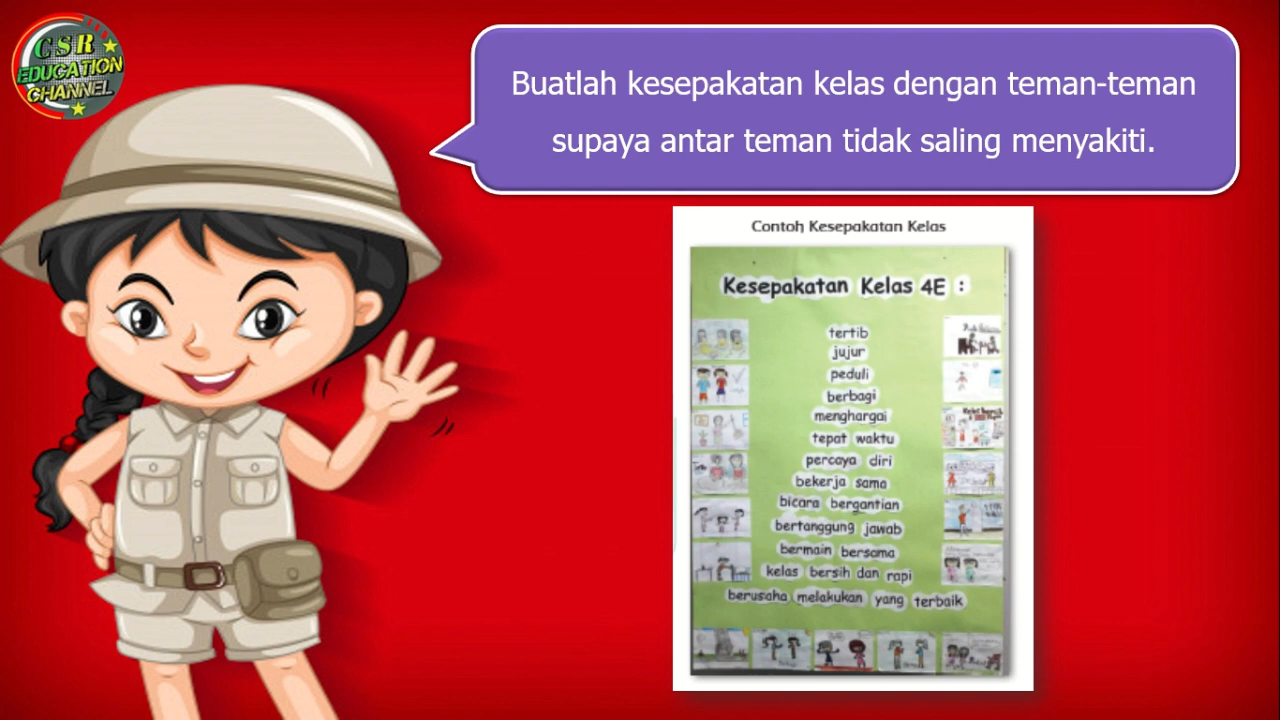 CSR
EDUCATION
CHANNEL
Buatlah kesepakatan kelas dengan teman-teman
supaya antar teman tidak saling menyakiti.
Contoh Kesepakatan Kelas
Kesepakatan Kelas 4E :
tertib
jujur
peduli
berbagi
menghargai
tepat waktu
percaya diri
bekerja sama
bicara bergantian
bertanggung jawab
bermain bersama
kelas bersih dan rapi
berusaha melakukan yang terbaik